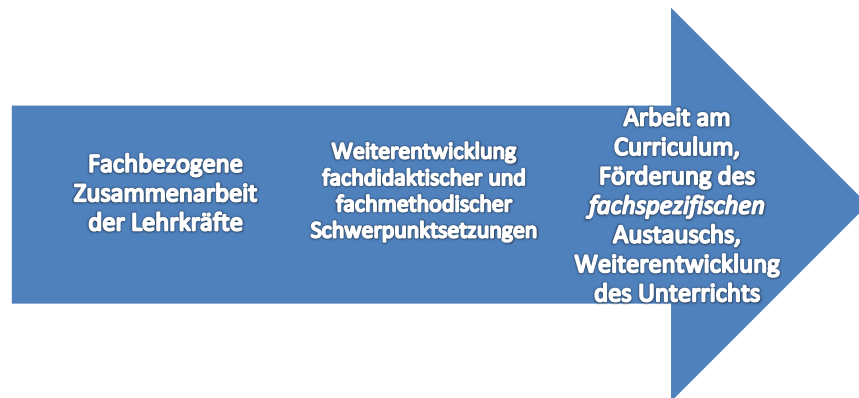 Fachbezogene
Zusammenarbeit
der Lehrkräfte
Weiterentwicklung
fachdidaktischer und
fachmethodischer
Schwerpunktsetzungen
Arbeit am
Curriculum,
Förderung des
fachspezifischen
Austauschs,
Weiterentwicklung
des Unterrichts